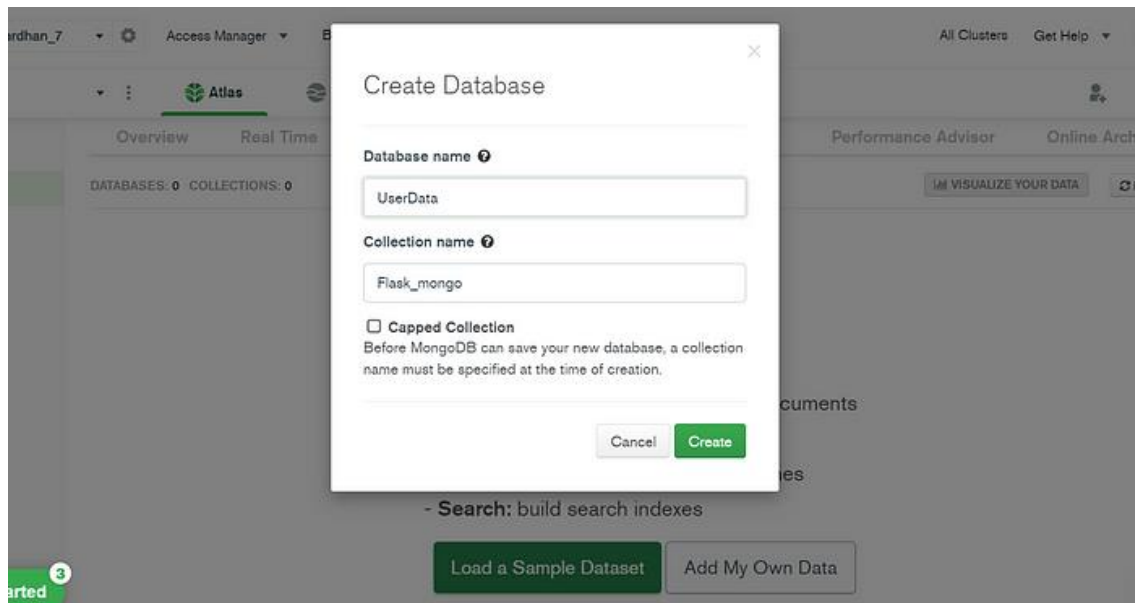 ardhan_7 Access Manager B All Clusters Get Help
Atlas
Overview Real Time Performance Advisor Online Arch
DATABASES: 0 COLLECTIONS: 0 VISUALIZE YOUR DATA
Create Database
Database name
UserData
Collection name
Flask_mongo
Capped Collection
Before MongoDB can save your new database, a collection
name must be specified at the time of creation.
cuments
Cancel Create
es
- Search: build search indexes
Load a Sample Dataset Add My Own Data
3
arted